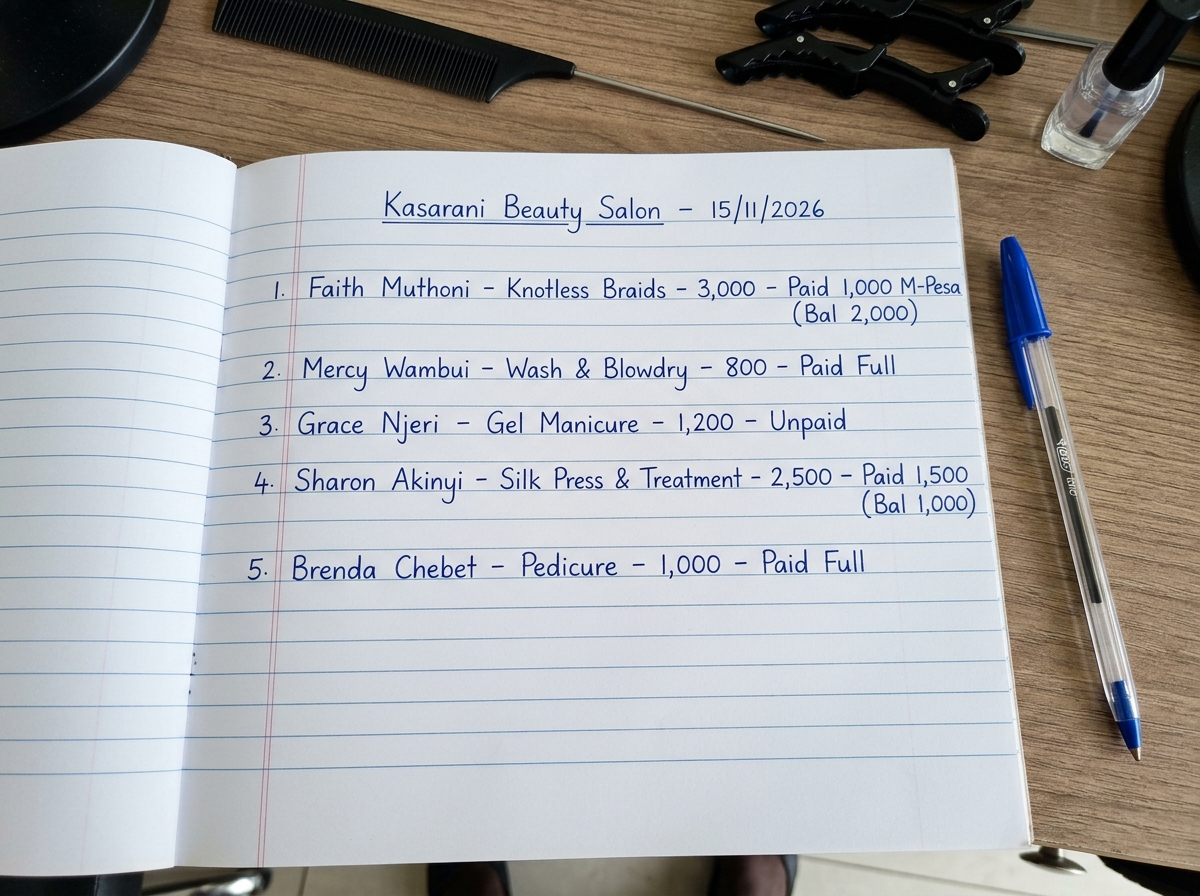 Kasarani Beauty Salon - 15/11/2026
1. Faith Muthoni - Knotless Braids - 3,000 - Paid 1,000 M-Pesa
(Bal 2,000)
2. Mercy Wambui - Wash & Blowdry - 800 - Paid Full
3. Grace Njeri - Gel Manicure - 1,200 - Unpaid
4. Sharon Akinyi - Silk Press & Treatment - 2,500 - Paid 1,500
(Bal 1,000)
5. Brenda Chebet - Pedicure - 1,000 - Paid Full